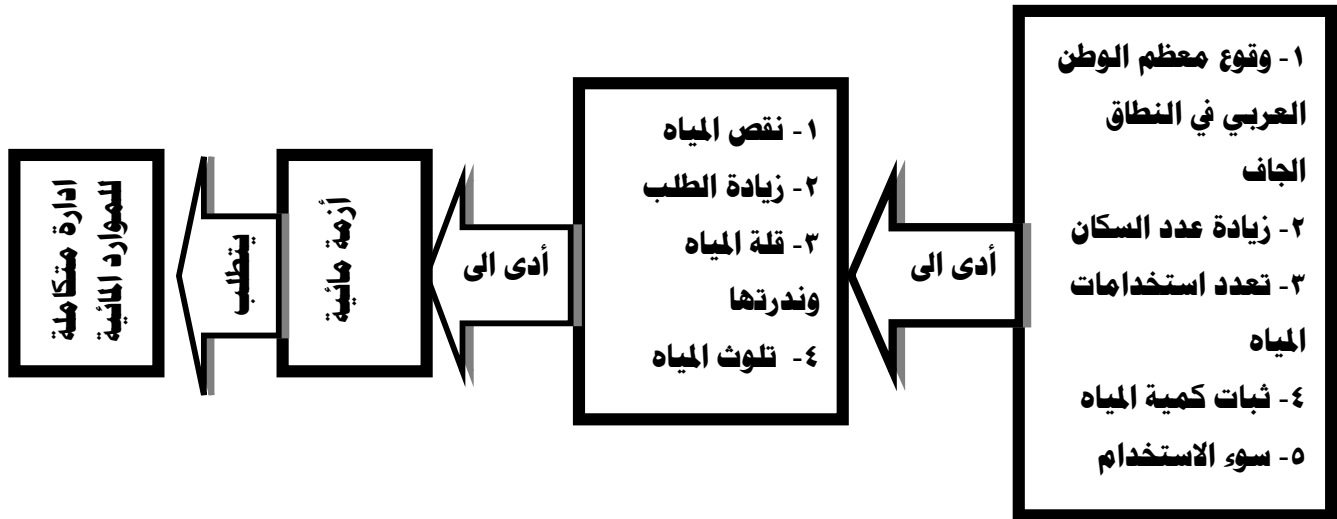 ١- وقوع معظم الوطن
العربي في النطاق
الجاف
٢- زيادة عدد السكان
٣- تعدد استخدامات
المياه
٤- ثبات كمية المياه
٥- سوء الاستخدام
أدى الى
١- نقص المياه
٢- زيادة الطلب
٣- قلة المياه
وندرتها
٤- تلوث المياه
أدى الى
أزمة مائية
يتطلب
ادارة متكاملة
للموارد المائية